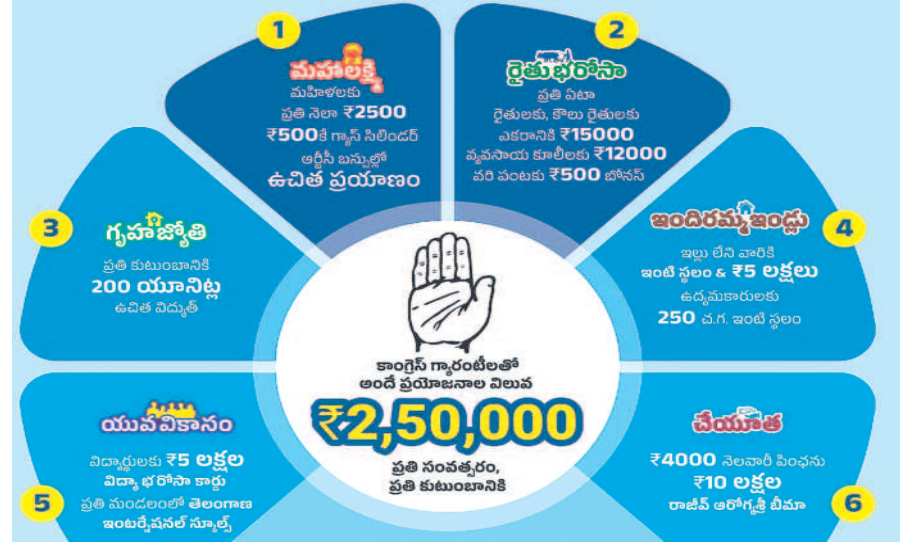 1
మహాలక్ష్మి
మహిళలకు
ప్రతి నెలా ₹2500
₹500కే గ్యాస్ సిలిండర్
ఆర్టీసీ బస్సుల్లో
ఉచిత ప్రయాణం
2
రైతు భరోసా
ప్రతి ఏటా
రైతులకు, కౌలు రైతులకు
ఎకరానికి ₹15000
వ్యవసాయ కూలీలకు ₹12000
వరి పంటకు ₹500 బోనస్
3
గృహజ్యోతి
ప్రతి కుటుంబానికి
200 యూనిట్ల
ఉచిత విద్యుత్
4
ఇందిరమ్మ ఇండ్లు
ఇల్లు లేని వారికి
ఇంటి స్థలం & ₹5 లక్షలు
ఉద్యమకారులకు
250 చ.గ. ఇంటి స్థలం
కాంగ్రెస్ గ్యారంటీలతో
అందే ప్రయోజనాల విలువ
₹2,50,000
ప్రతి సంవత్సరం,
ప్రతి కుటుంబానికి
యువ వికాసం
విద్యార్థులకు ₹5 లక్షల
విద్యా భరోసా కార్డు
ప్రతి మండలంలో తెలంగాణ
ఇంటర్నేషనల్ స్కూల్స్
5
చేయూత
₹4000 నెలవారీ పింఛను
₹10 లక్షల
రాజీవ్ ఆరోగ్యశ్రీ బీమా
6